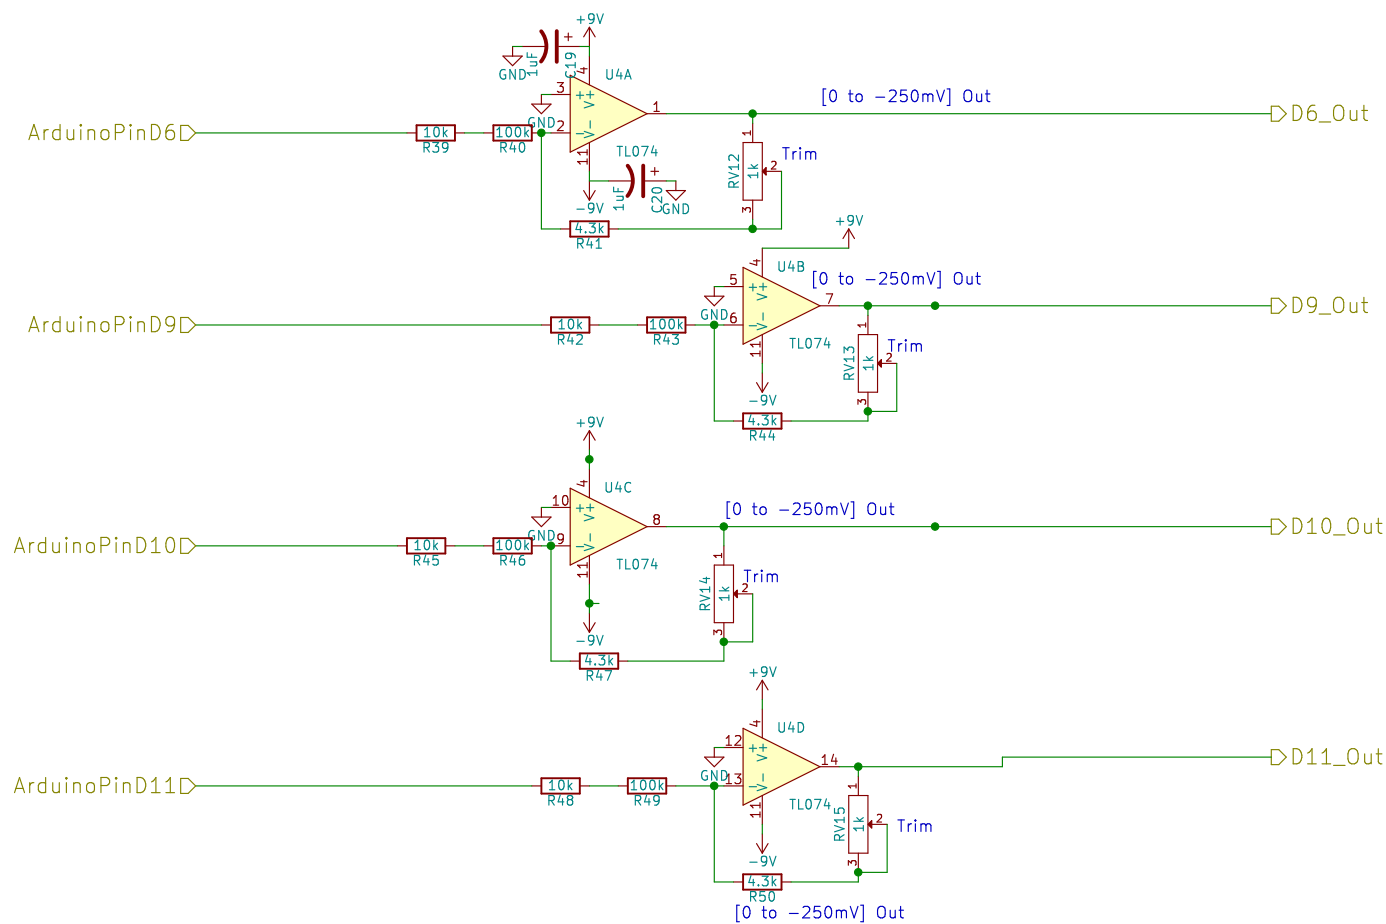 +9V
1uF
C19
GND
4
U4A
[0 to -250mV] Out
3
GND
V+
1
D6_Out
ArduinoPinD6
10k
R39
100k
R40
2
V-
11
TL074
1
RV12
1k
2
Trim
3
-9V
1uF
C20
GND
4.3k
R41
+9V
4
U4B
[0 to -250mV] Out
5
GND
V+
7
D9_Out
ArduinoPinD9
10k
R42
100k
R43
6
V-
11
TL074
1
RV13
1k
2
Trim
3
-9V
4.3k
R44
+9V
4
U4C
[0 to -250mV] Out
10
GND
V+
8
D10_Out
ArduinoPinD10
10k
R45
100k
R46
9
V-
11
TL074
1
RV14
1k
2
Trim
3
-9V
4.3k
R47
+9V
4
U4D
12
GND
V+
14
D11_Out
ArduinoPinD11
10k
R48
100k
R49
13
V-
11
TL074
1
RV15
1k
2
Trim
3
-9V
4.3k
R50
[0 to -250mV] Out